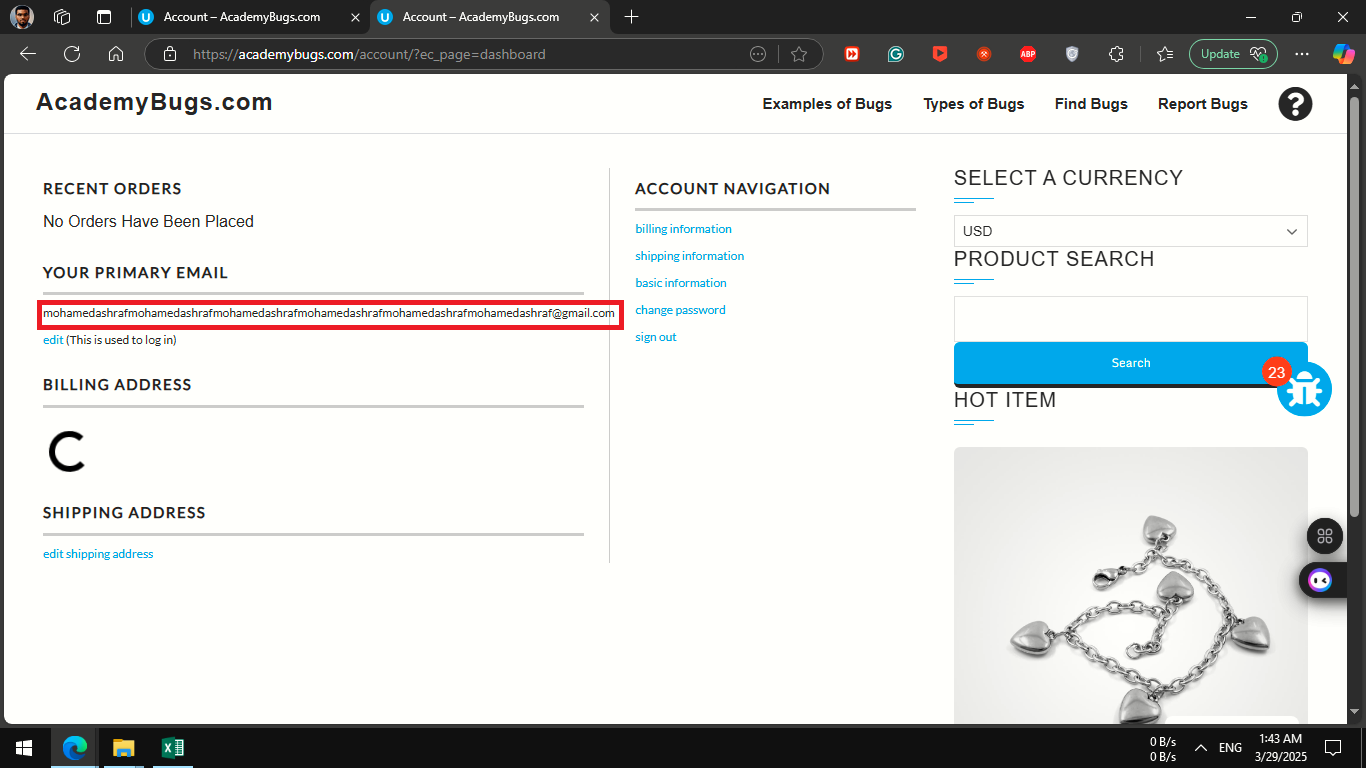 Account – AcademyBugs.com
Account – AcademyBugs.com
https://academybugs.com/account/?ec_page=dashboard
ABP
Update
AcademyBugs.com
Examples of Bugs
Types of Bugs
Find Bugs
Report Bugs
?
RECENT ORDERS
No Orders Have Been Placed
YOUR PRIMARY EMAIL
mohamedashrafmohamedashrafmohamedashrafmohamedashrafmohamedashrafmohamedashraf@gmail.com
edit (This is used to log in)
BILLING ADDRESS
SHIPPING ADDRESS
edit shipping address
ACCOUNT NAVIGATION
billing information
shipping information
basic information
change password
sign out
SELECT A CURRENCY
USD
PRODUCT SEARCH
Search
23
HOT ITEM
0 B/s
0 B/s
ENG
1:43 AM
3/29/2025